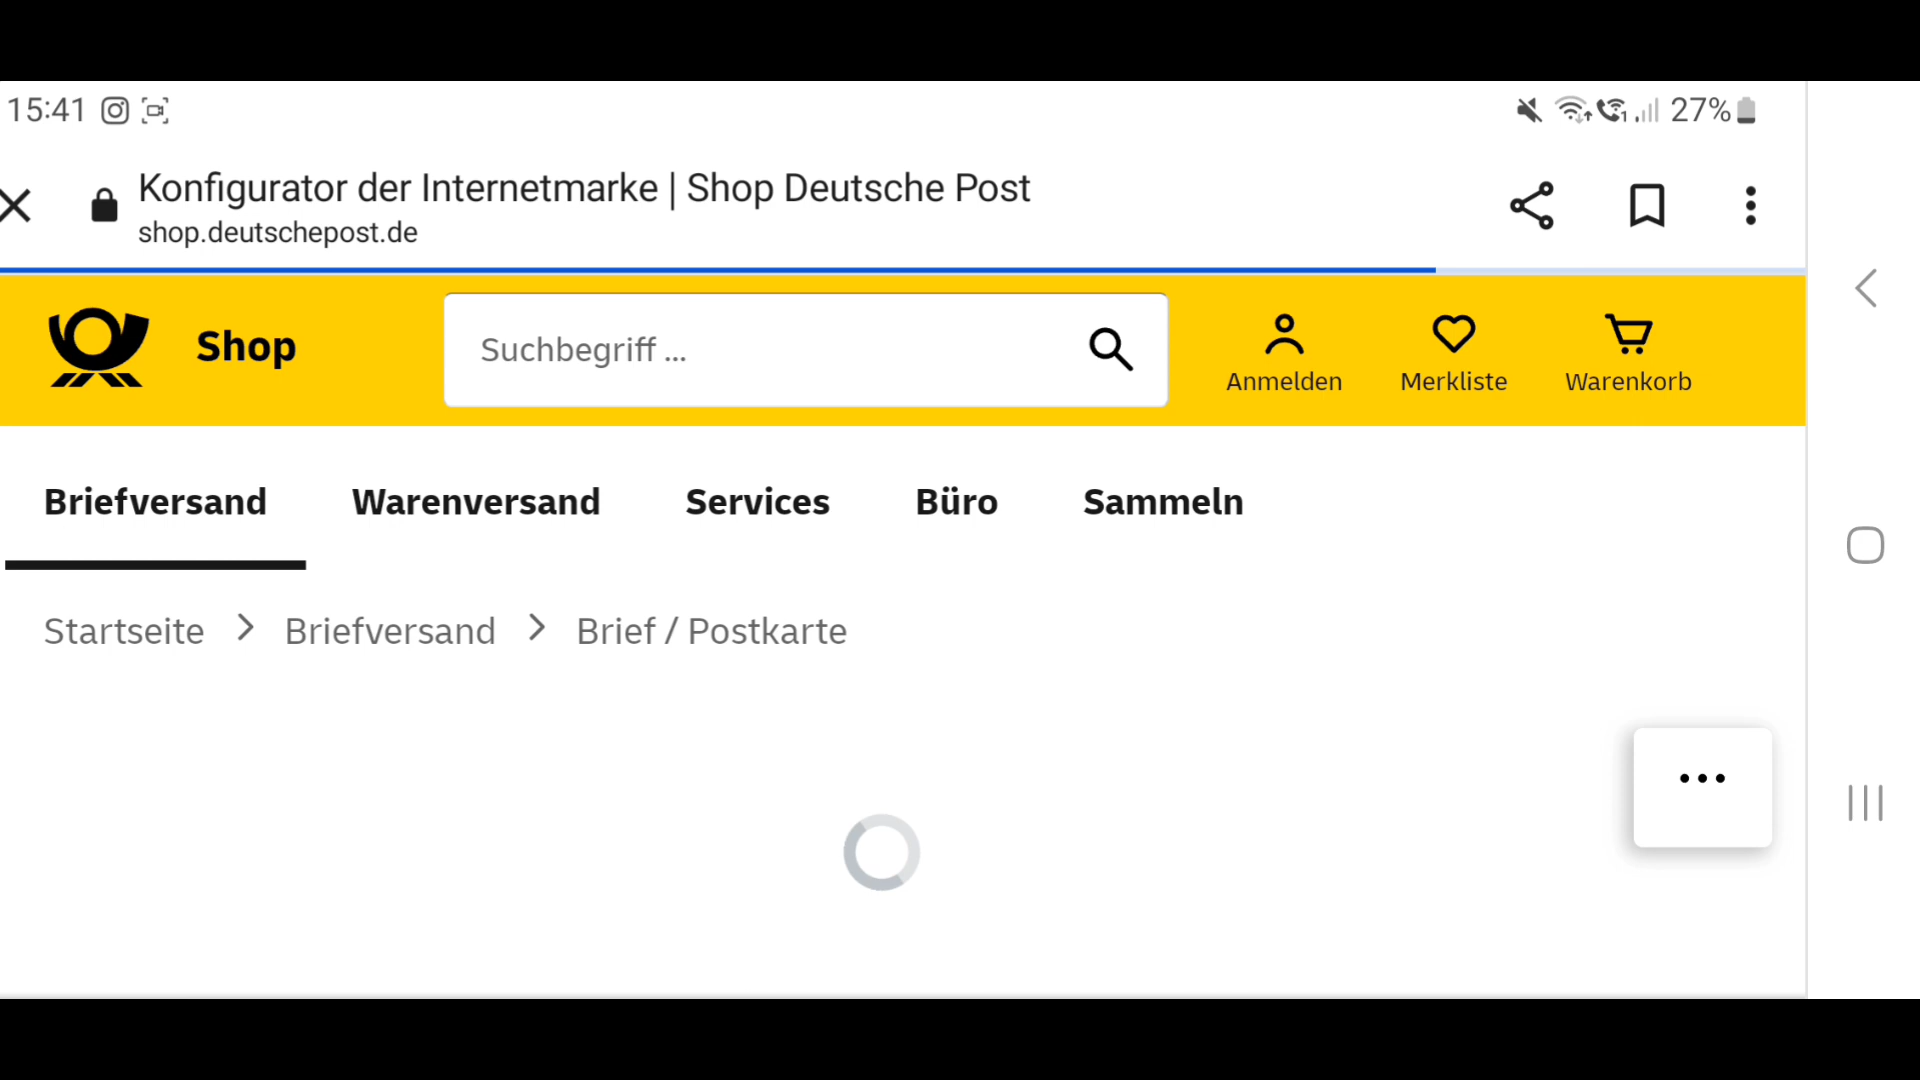 15:41
27%
Konfigurator der Internetmarke | Shop Deutsche Post
shop.deutschepost.de
Shop
Suchbegriff ...
Anmelden
Merkliste
Warenkorb
Briefversand
Warenversand
Services
Büro
Sammeln
Startseite > Briefversand > Brief / Postkarte